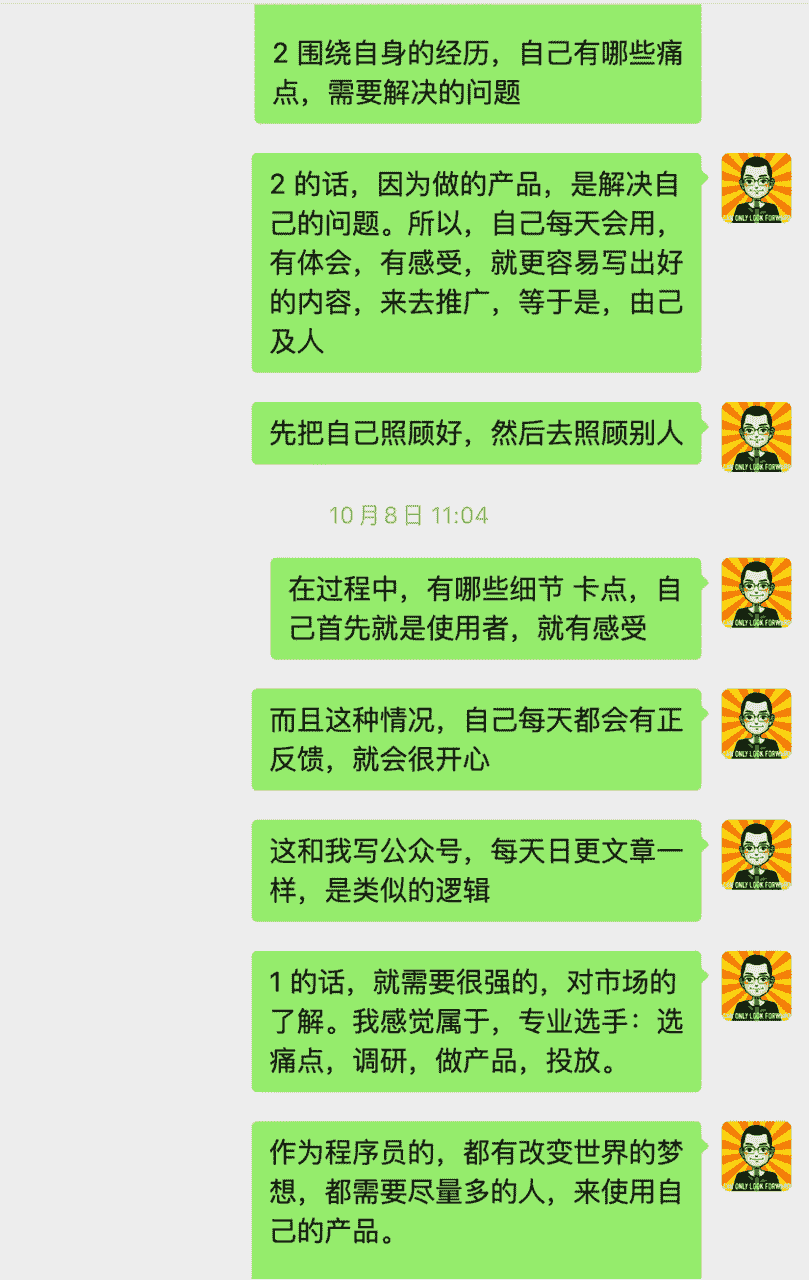 2 围绕自身的经历，自己有哪些痛
点，需要解决的问题
2 的话，因为做的产品，是解决自
己的问题。所以，自己每天会用，
有体会，有感受，就更容易写出好
的内容，来去推广，等于是，由己
及人
先把自己照顾好，然后去照顾别人
10月8日 11:04
在过程中，有哪些细节 卡点，自
己首先就是使用者，就有感受
而且这种情况，自己每天都会有正
反馈，就会很开心
这和我写公众号，每天日更文章一
样，是类似的逻辑
1 的话，就需要很强的，对市场的
了解。我感觉属于，专业选手：选
痛点，调研，做产品，投放。
作为程序员的，都有改变世界的梦
想，都需要尽量多的人，来使用自
己的产品。